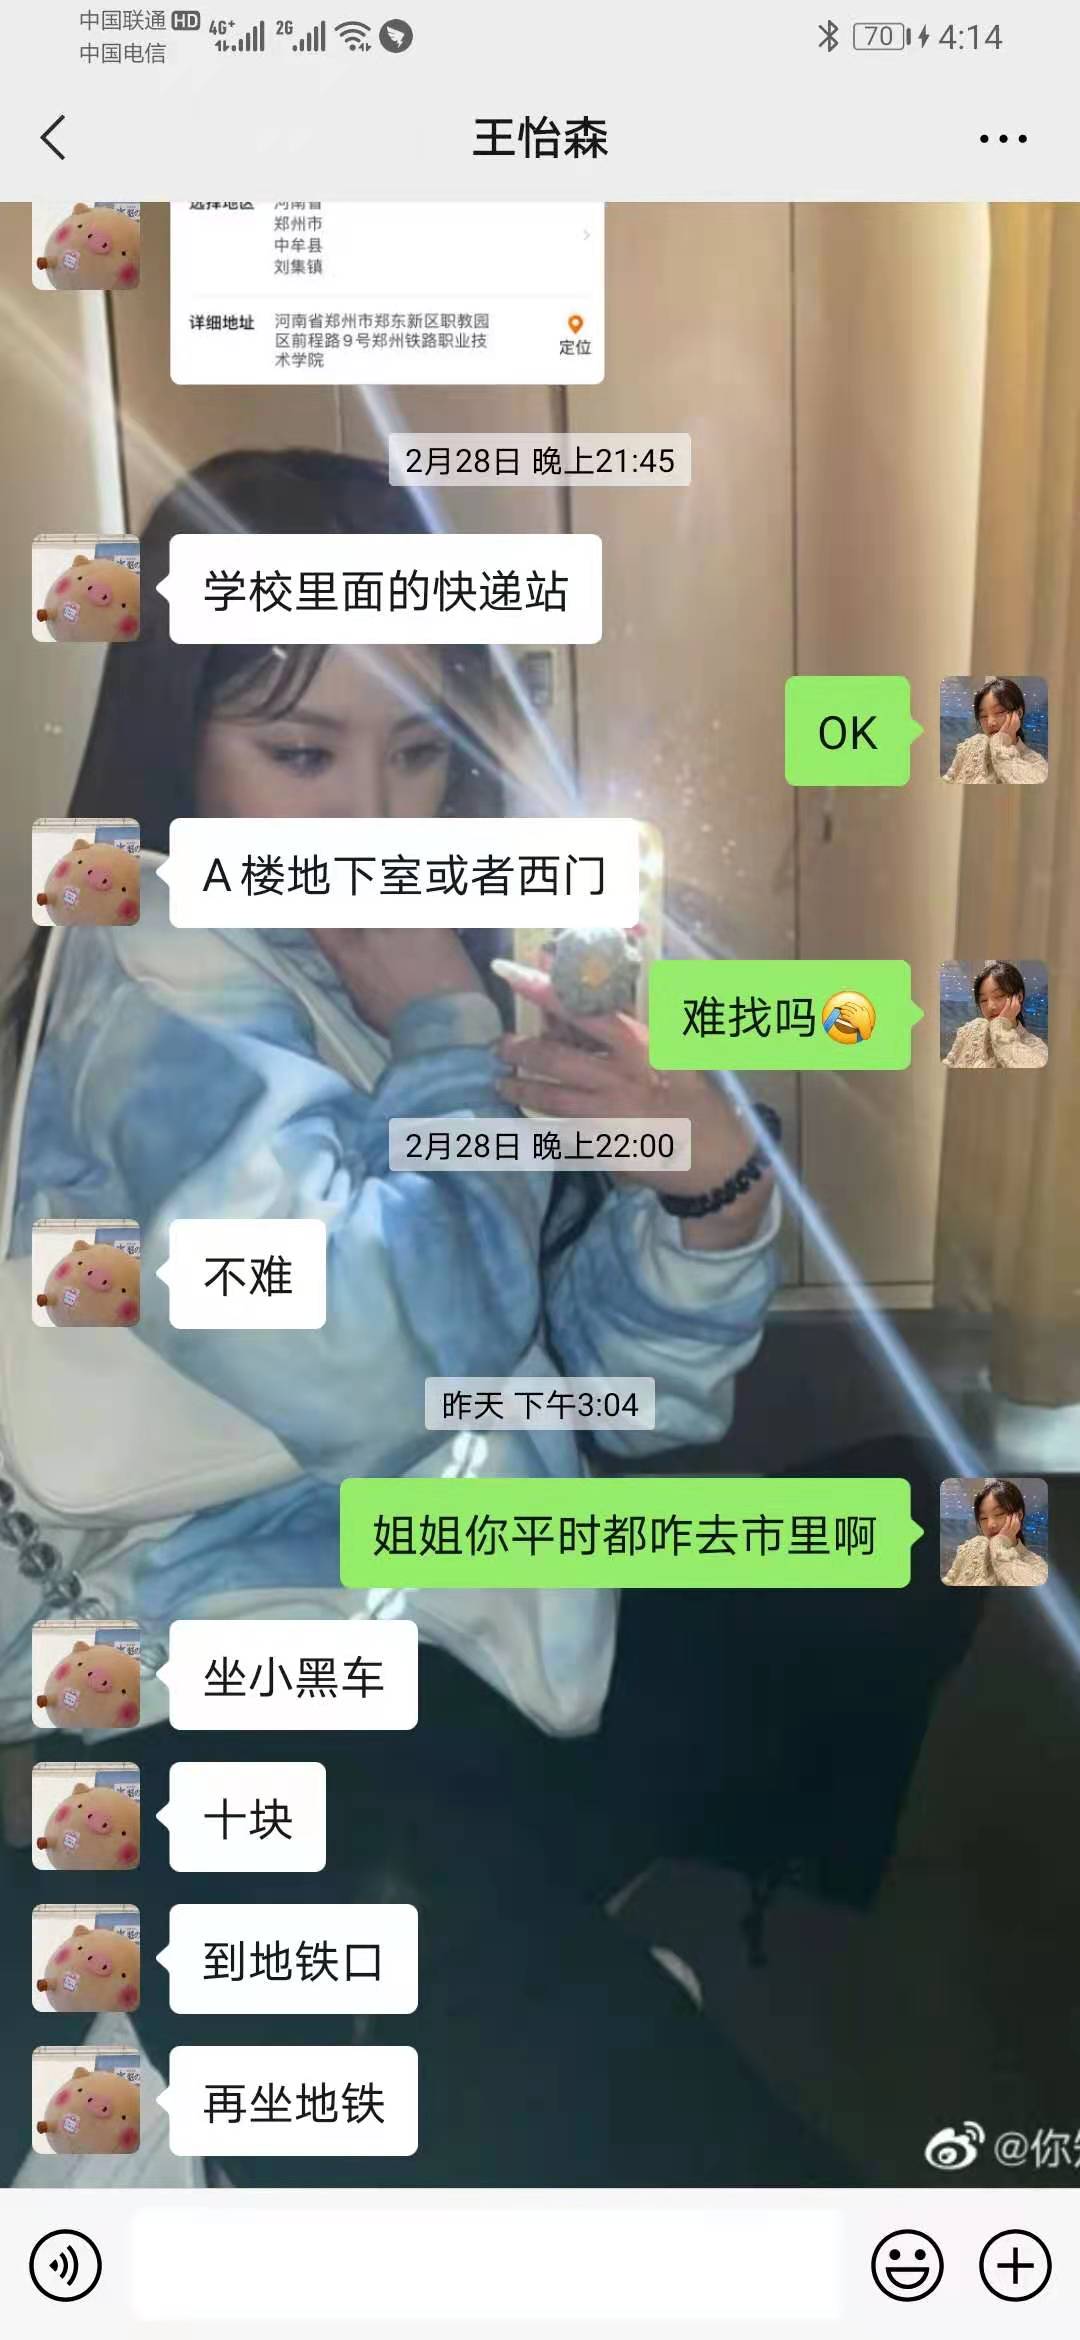 中国联通 HD 4G+ 2G 70 4:14
中国电信
王怡森
选择地区 河南省
郑州市
中牟县
刘集镇
详细地址 河南省郑州市郑东新区职教园
区前程路9号郑州铁路职业技
术学院
定位
2月28日 晚上21:45
学校里面的快递站
OK
A楼地下室或者西门
难找吗🤦
2月28日 晚上22:00
不难
昨天 下午3:04
姐姐你平时都咋去市里啊
坐小黑车
十块
到地铁口
再坐地铁
@你